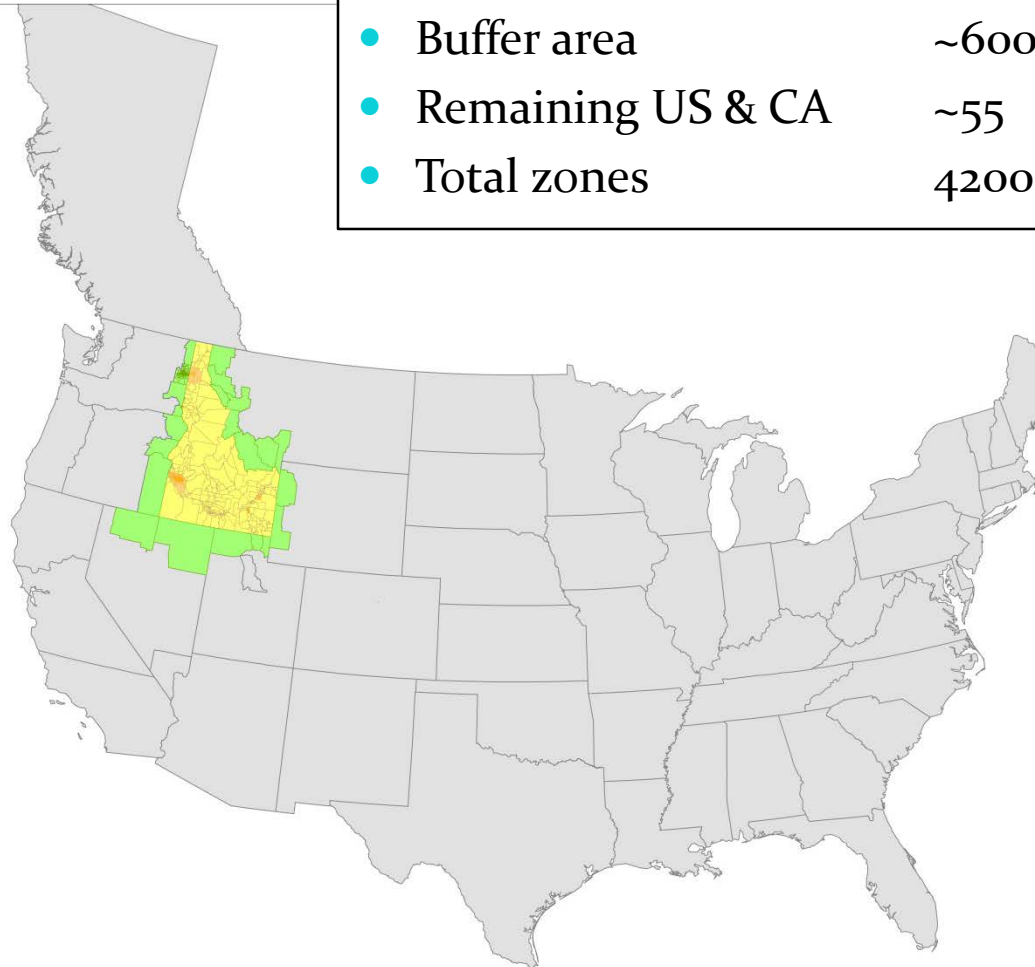 • Buffer area ~600
• Remaining US & CA ~55
• Total zones 4200